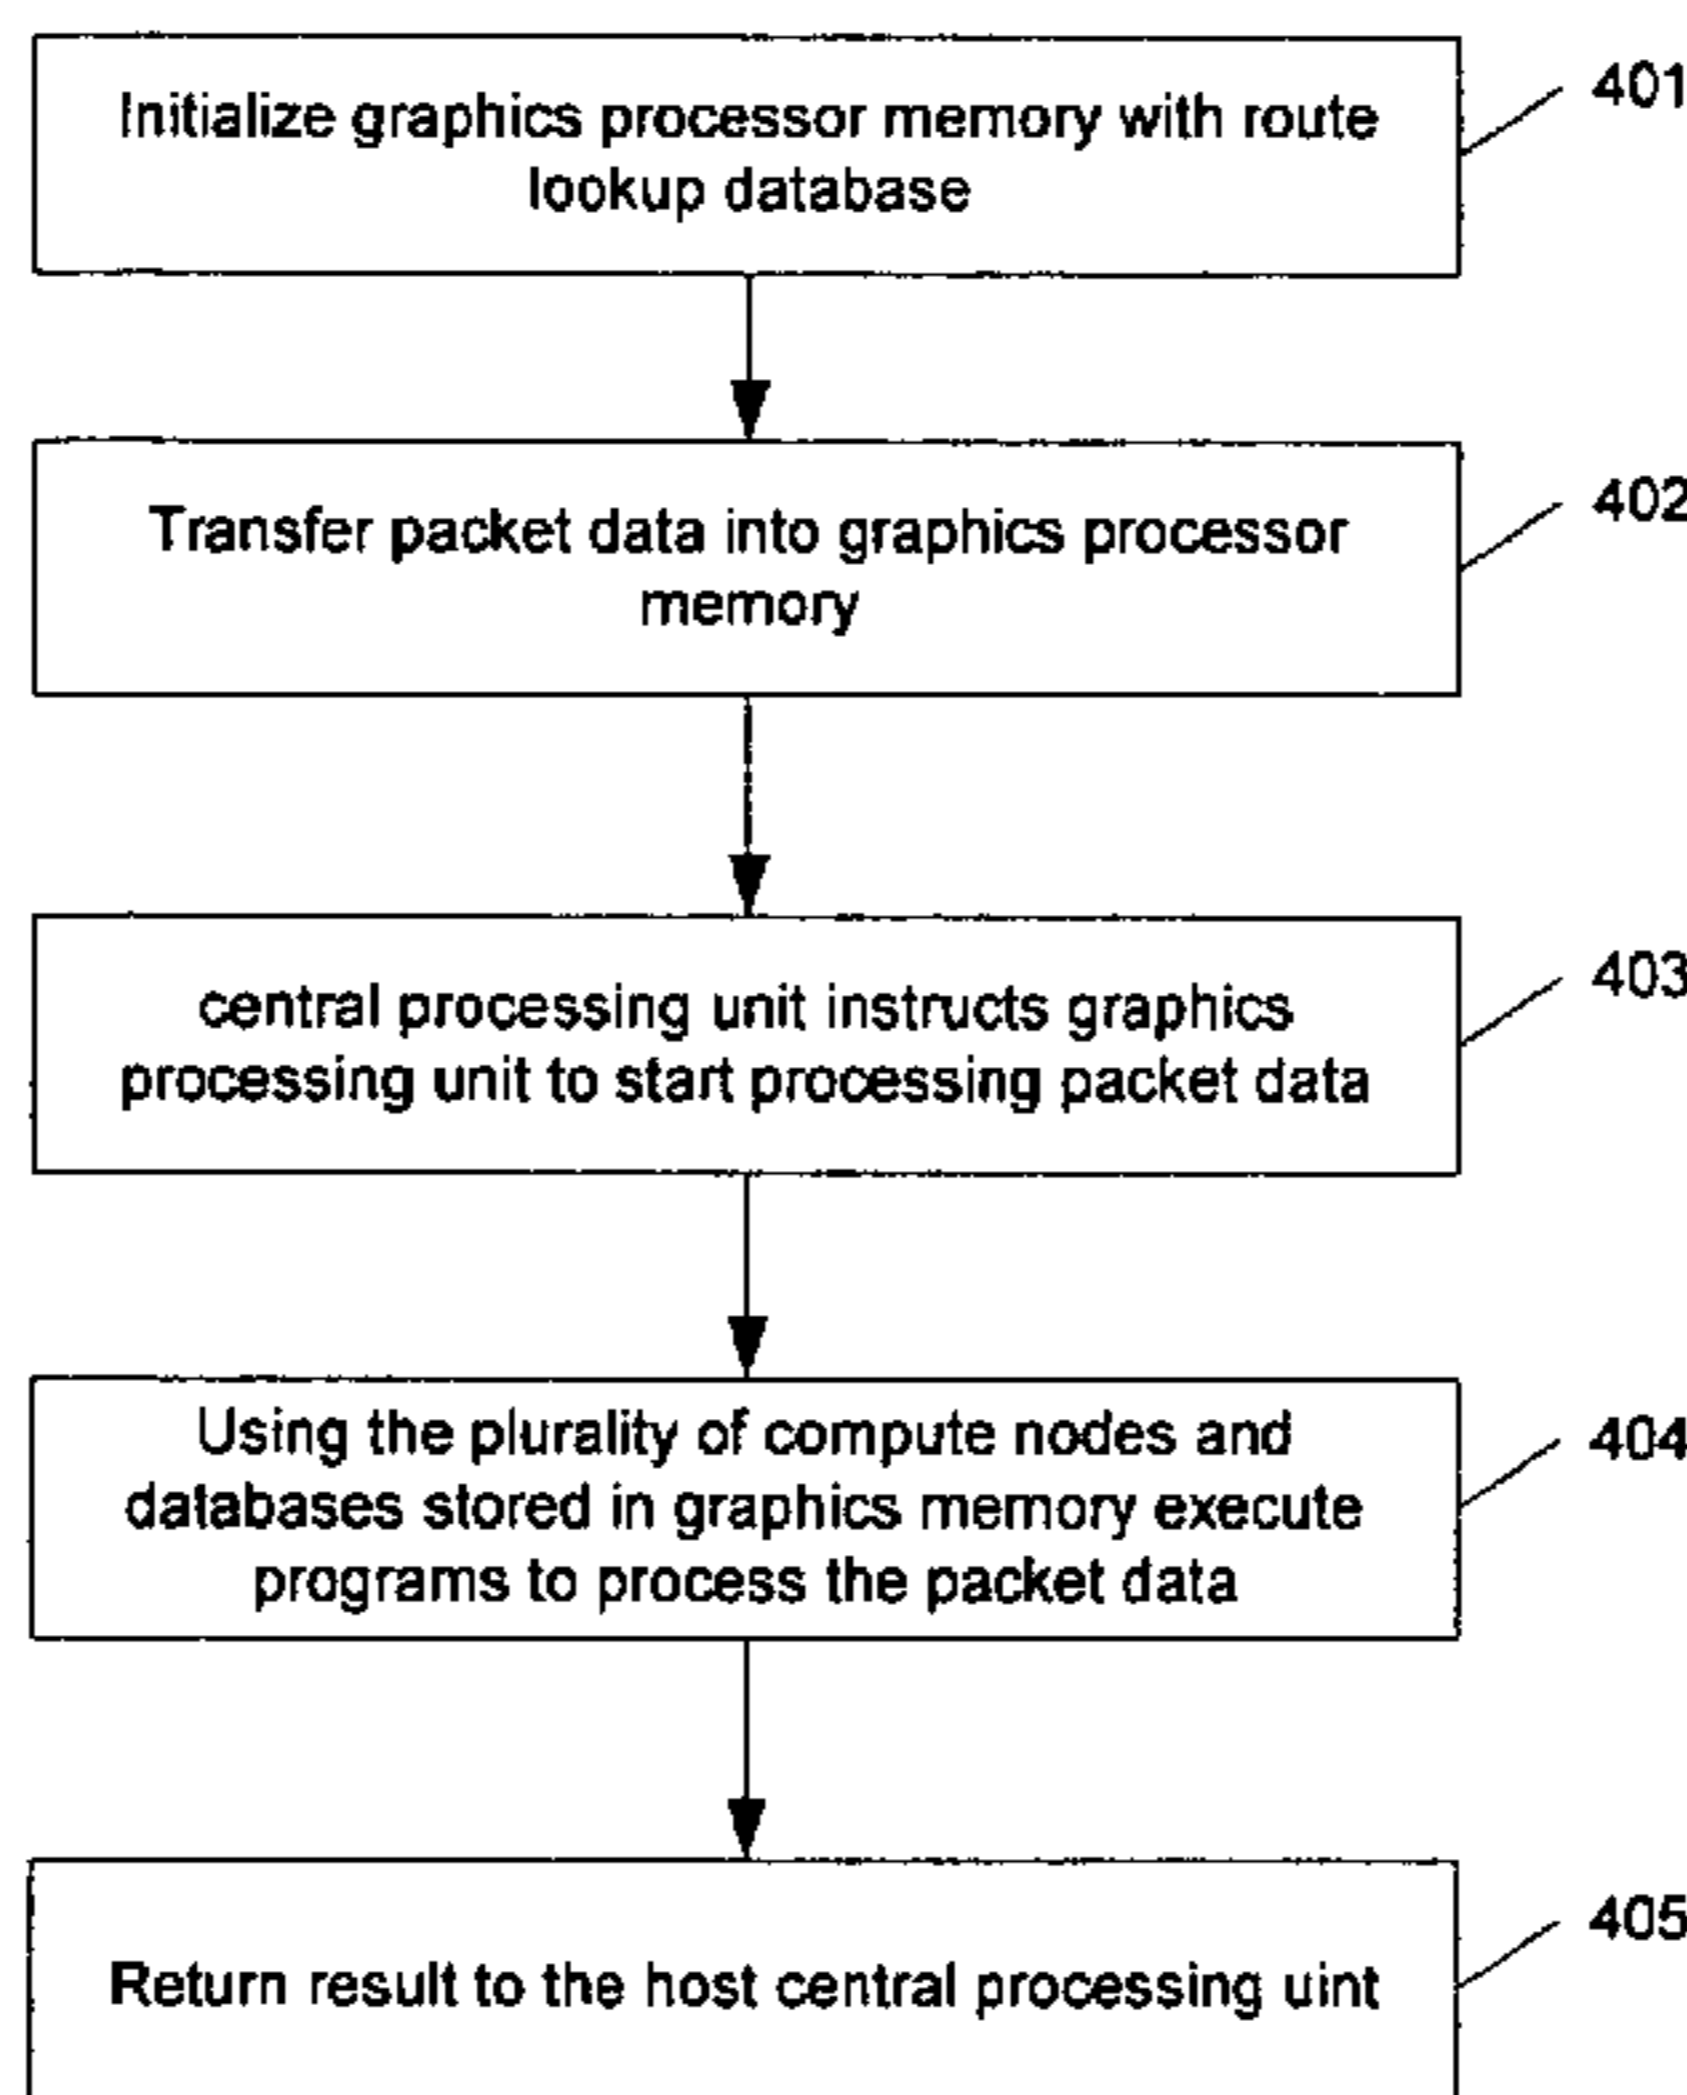 Initialize graphics processor memory with route
lookup database
401
Transfer packet data into graphics processor
memory
402
central processing unit instructs graphics
processing unit to start processing packet data
403
Using the plurality of compute nodes and
databases stored in graphics memory execute
programs to process the packet data
404
Return result to the host central processing uint
405